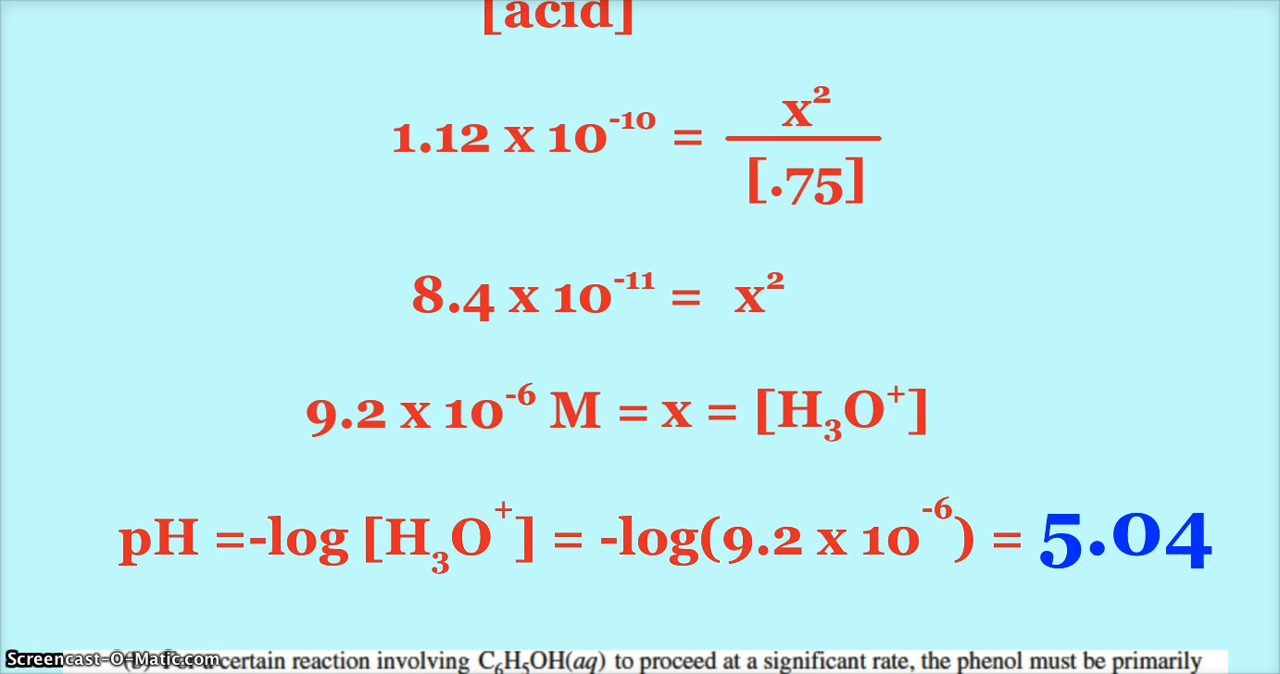 [acid]
1.12 x 10⁻¹⁰ = x² / [.75]
8.4 x 10⁻¹¹ = x²
9.2 x 10⁻⁶ M = x = [H₃O⁺]
pH =-log [H₃O⁺] = -log(9.2 x 10⁻⁶) = 5.04
Screencast-O-Matic.com certain reaction involving C₆H₅OH(aq) to proceed at a significant rate, the phenol must be primarily